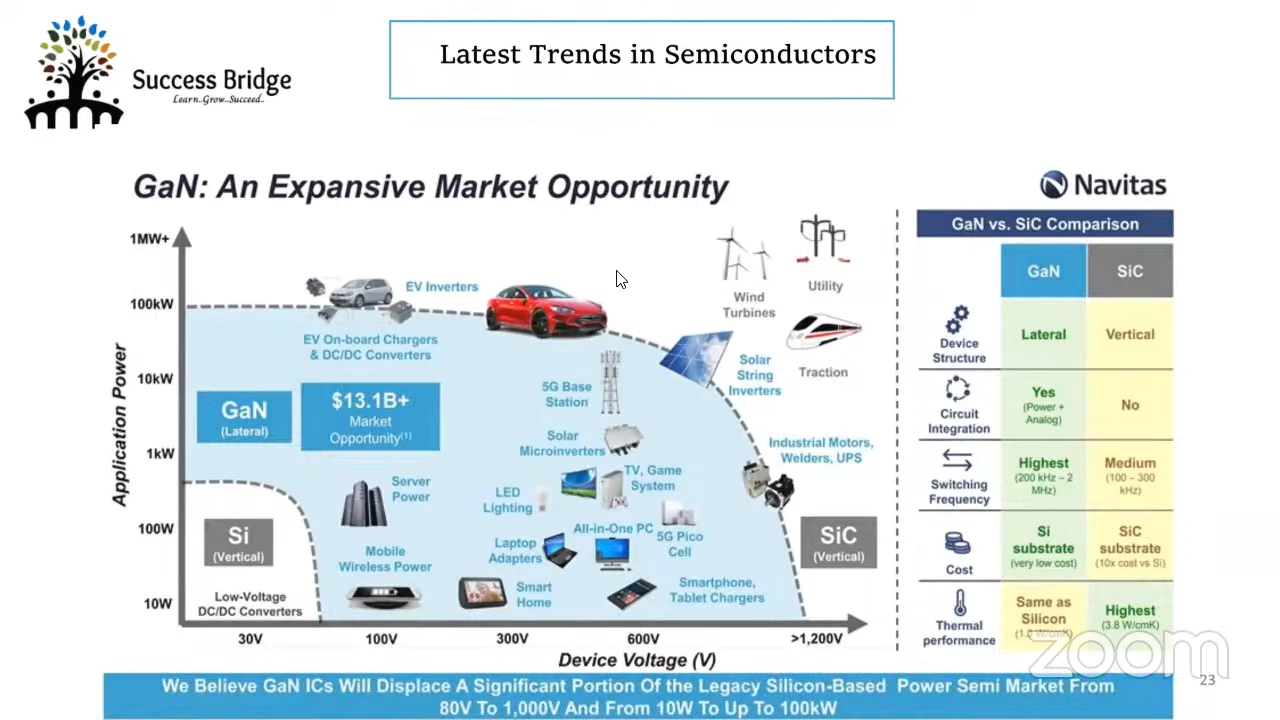 Success Bridge
Learn..Grow..Succeed..
Latest Trends in Semiconductors
GaN: An Expansive Market Opportunity
Navitas
1MW+
100kW
10kW
1kW
100W
10W
Application Power
EV Inverters
EV On-board Chargers
& DC/DC Converters
Wind
Turbines
Utility
Traction
Solar
String
Inverters
5G Base
Station
GaN
(Lateral)
$13.1B+
Market
Opportunity(1)
Solar
Microinverters
Industrial Motors,
Welders, UPS
TV, Game
System
Server
Power
LED
Lighting
All-in-One PC
5G Pico
Cell
Si
(Vertical)
SiC
(Vertical)
Laptop
Adapters
Mobile
Wireless Power
Smart
Home
Smartphone,
Tablet Chargers
Low-Voltage
DC/DC Converters
30V
100V
300V
600V
>1,200V
Device Voltage (V)
GaN vs. SiC Comparison
GaN
SiC
Device
Structure
Lateral
Vertical
Circuit
Integration
Yes
(Power +
Analog)
No
Switching
Frequency
Highest
(200 kHz – 2
MHz)
Medium
(100 – 300
kHz)
Cost
Si
substrate
(very low cost)
SiC
substrate
(10x cost vs Si)
Thermal
performance
Same as
Silicon
W/cmK)
Highest
(3.8 W/cmK)
zoom
23
We Believe GaN ICs Will Displace A Significant Portion Of the Legacy Silicon-Based Power Semi Market From
80V To 1,000V And From 10W To Up To 100kW